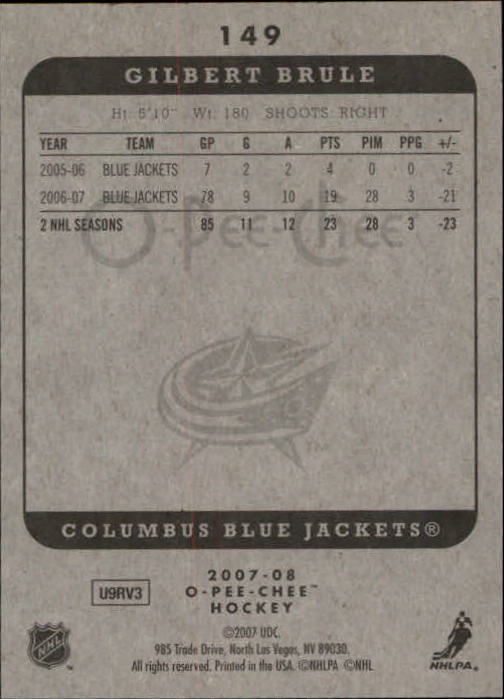 149
GILBERT BRULE
Ht: 5'10" Wt: 180 SHOOTS: RIGHT
YEAR TEAM GP G A PTS PIM PPG +/-
2005-06 BLUE JACKETS 7 2 2 4 0 0 -2
2006-07 BLUE JACKETS 78 9 10 19 28 3 -21
2 NHL SEASONS 85 11 12 23 28 3 -23
O-Pee-Chee
TM
COLUMBUS BLUE JACKETS®
2007-08
U9RV3 O-PEE-CHEE™
HOCKEY
©2007 UDC.
985 Trade Drive, North Las Vegas, NV 89030.
All rights reserved. Printed in the USA. ©NHLPA ©NHL
NHL
NHLPA